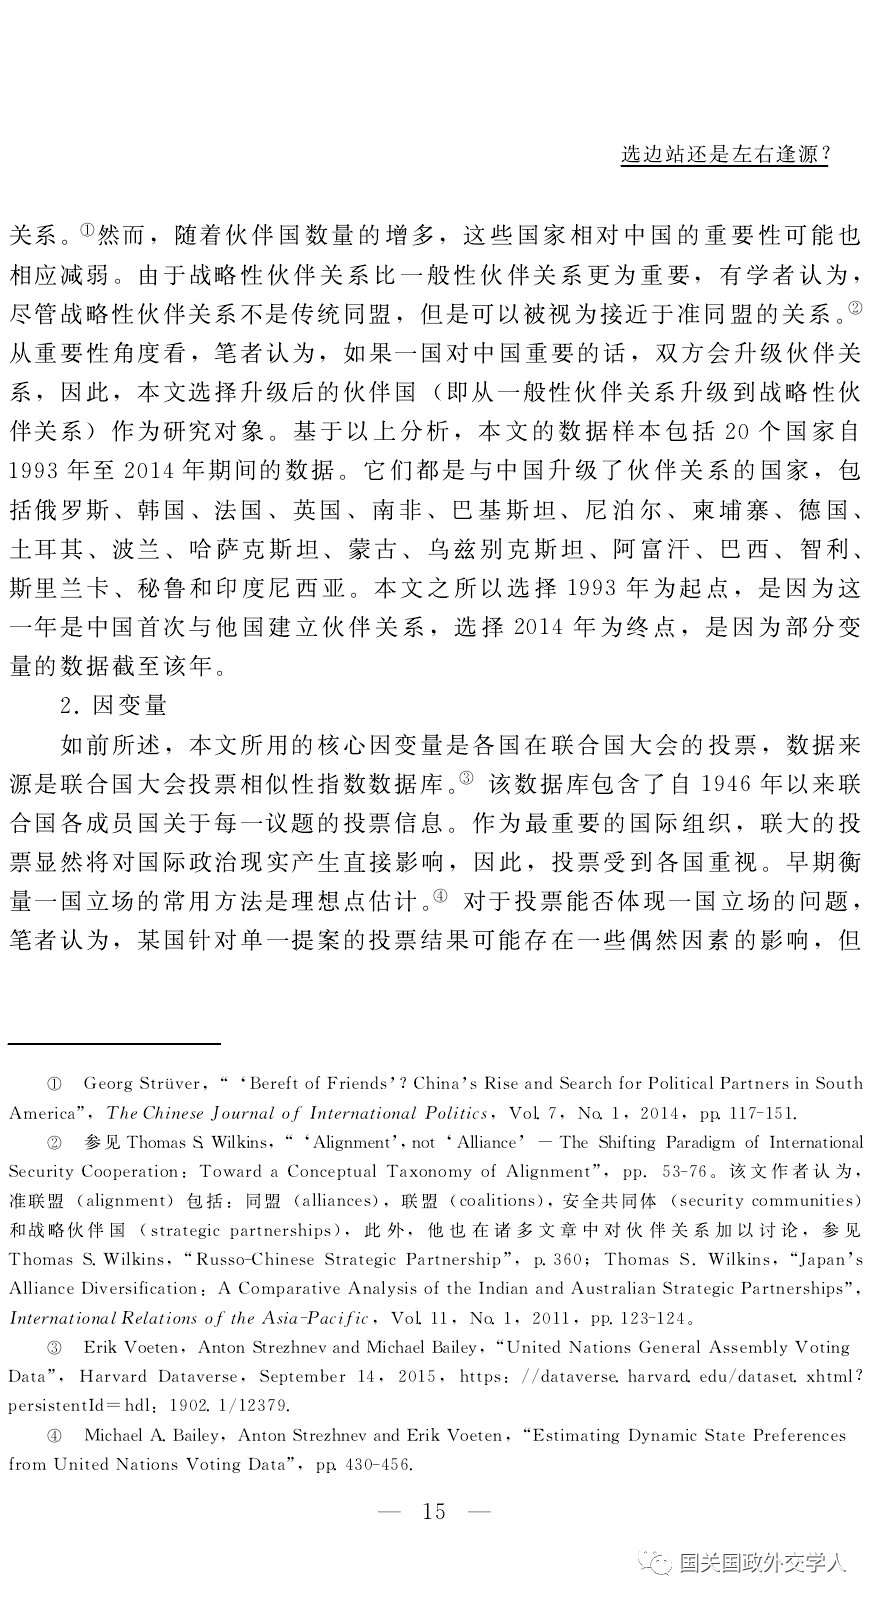 选边站还是左右逢源？
关系。①然而，随着伙伴国数量的增多，这些国家相对中国的重要性可能也
相应减弱。由于战略性伙伴关系比一般性伙伴关系更为重要，有学者认为，
尽管战略性伙伴关系不是传统同盟，但是可以被视为接近于准同盟的关系。②
从重要性角度看，笔者认为，如果一国对中国重要的话，双方会升级伙伴关
系，因此，本文选择升级后的伙伴国（即从一般性伙伴关系升级到战略性伙
伴关系）作为研究对象。基于以上分析，本文的数据样本包括 20 个国家自
1993 年至 2014 年期间的数据。它们都是与中国升级了伙伴关系的国家，包
括俄罗斯、韩国、法国、英国、南非、巴基斯坦、尼泊尔、柬埔寨、德国、
土耳其、波兰、哈萨克斯坦、蒙古、乌兹别克斯坦、阿富汗、巴西、智利、
斯里兰卡、秘鲁和印度尼西亚。本文之所以选择 1993 年为起点，是因为这
一年是中国首次与他国建立伙伴关系，选择 2014 年为终点，是因为部分变
量的数据截至该年。
2. 因变量
如前所述，本文所用的核心因变量是各国在联合国大会的投票，数据来
源是联合国大会投票相似性指数数据库。③ 该数据库包含了自 1946 年以来联
合国各成员国关于每一议题的投票信息。作为最重要的国际组织，联大的投
票显然将对国际政治现实产生直接影响，因此，投票受到各国重视。早期衡
量一国立场的常用方法是理想点估计。④ 对于投票能否体现一国立场的问题，
笔者认为，某国针对单一提案的投票结果可能存在一些偶然因素的影响，但
① Georg Strüver, “‘Bereft of Friends’? China’s Rise and Search for Political Partners in South
America”, The Chinese Journal of International Politics, Vol. 7, No. 1, 2014, pp. 117-151.
② 参见 Thomas S. Wilkins, “‘Alignment’, not ‘Alliance’ － The Shifting Paradigm of International
Security Cooperation: Toward a Conceptual Taxonomy of Alignment”, pp. 53-76。该文作者认为，
准联盟（alignment）包括：同盟（alliances），联盟（coalitions），安全共同体（security communities）
和战略伙伴国（strategic partnerships），此外，他也在诸多文章中对伙伴关系加以讨论，参见
Thomas S. Wilkins, “Russo-Chinese Strategic Partnership”, p. 360; Thomas S. Wilkins, “Japan’s
Alliance Diversification: A Comparative Analysis of the Indian and Australian Strategic Partnerships”,
International Relations of the Asia-Pacific, Vol. 11, No. 1, 2011, pp. 123-124。
③ Erik Voeten, Anton Strezhnev and Michael Bailey, “United Nations General Assembly Voting
Data”, Harvard Dataverse, September 14, 2015, https: //dataverse. harvard. edu/dataset. xhtml?
persistentId＝hdl: 1902. 1/12379.
④ Michael A. Bailey, Anton Strezhnev and Erik Voeten, “Estimating Dynamic State Preferences
from United Nations Voting Data”, pp. 430-456.
— 15 —
国关国政外交学人